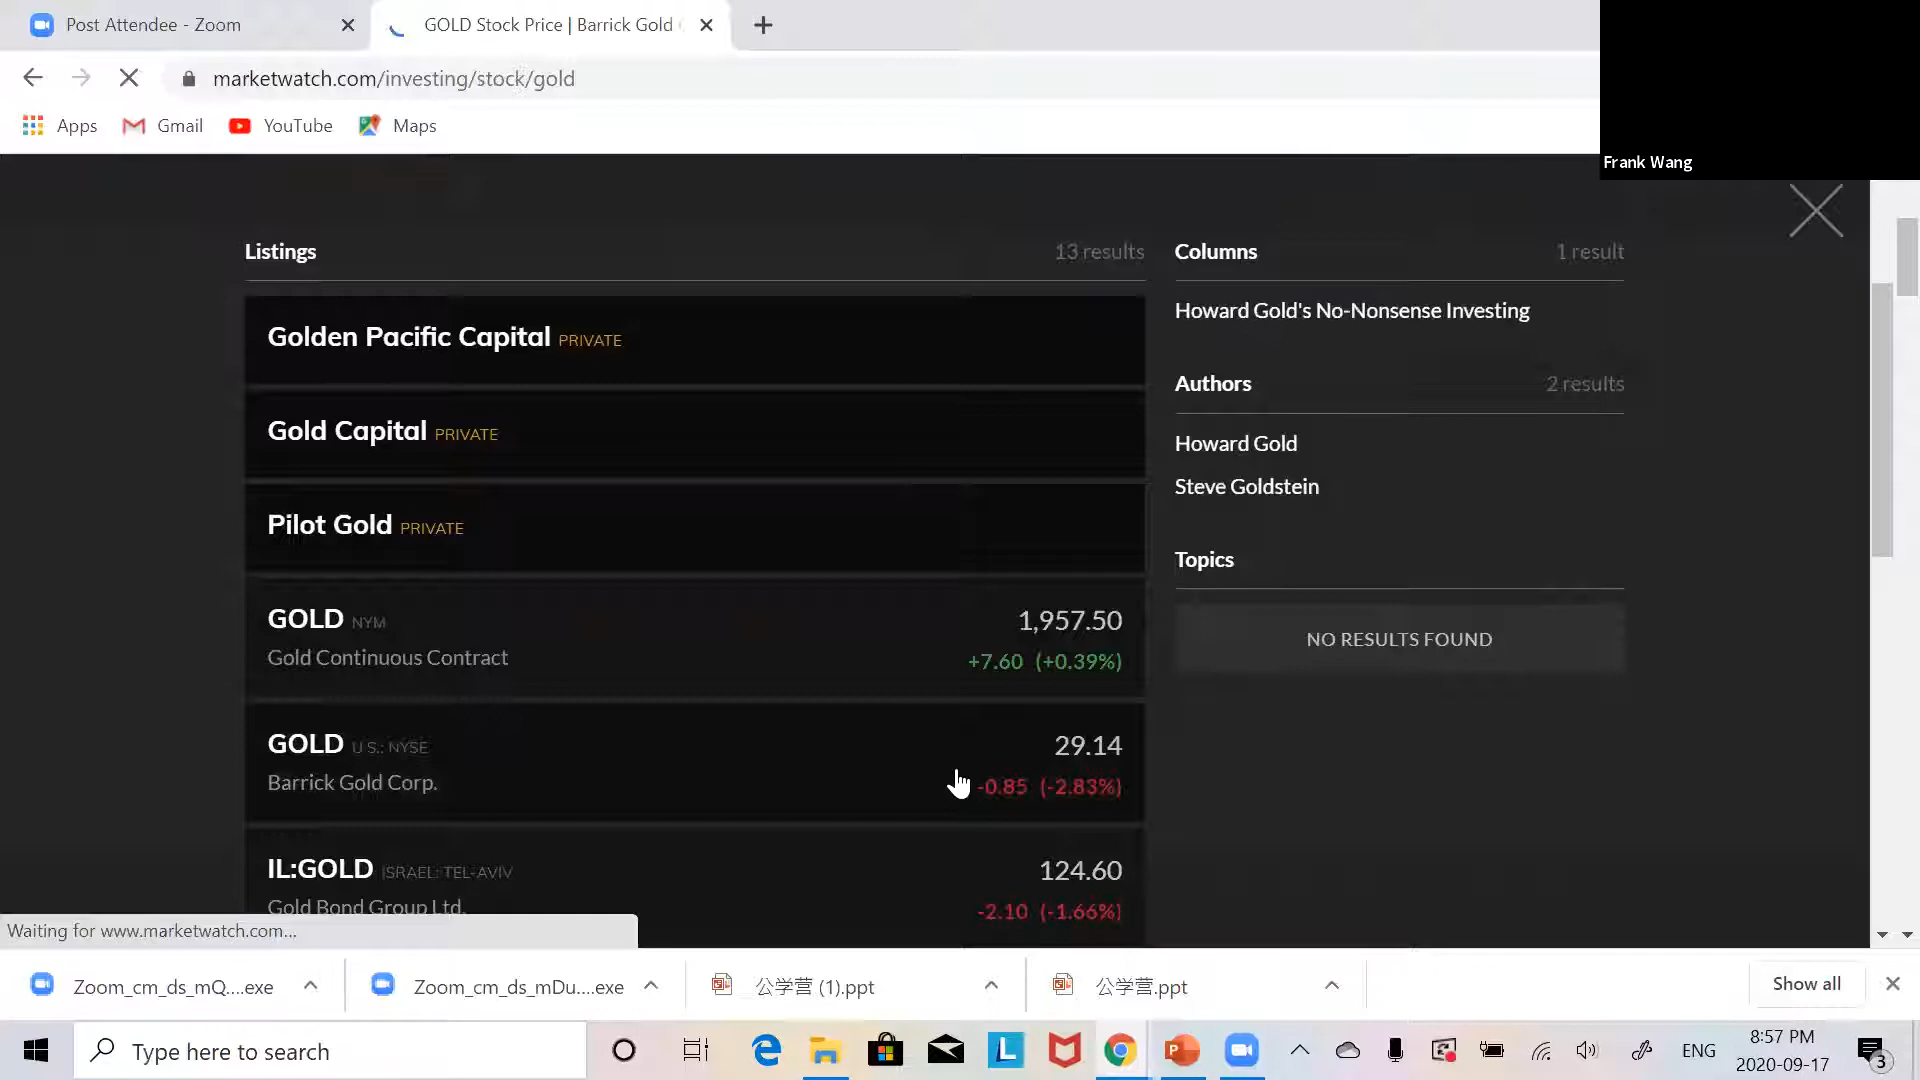 Post Attendee - Zoom
GOLD Stock Price | Barrick Gold
marketwatch.com/investing/stock/gold
Apps
Gmail
YouTube
Maps
Frank Wang
Listings
13 results
Golden Pacific Capital PRIVATE
Gold Capital PRIVATE
Pilot Gold PRIVATE
GOLD NYM
1,957.50
Gold Continuous Contract
+7.60 (+0.39%)
GOLD U.S.: NYSE
29.14
Barrick Gold Corp.
-0.85 (-2.83%)
IL:GOLD ISRAEL: TEL-AVIV
124.60
Gold Bond Group Ltd.
-2.10 (-1.66%)
Columns
1 result
Howard Gold's No-Nonsense Investing
Authors
2 results
Howard Gold
Steve Goldstein
Topics
NO RESULTS FOUND
Waiting for www.marketwatch.com...
Zoom_cm_ds_mQ....exe
Zoom_cm_ds_mDu....exe
公学营 (1).ppt
公学营.ppt
Show all
Type here to search
ENG
8:57 PM
2020-09-17
3